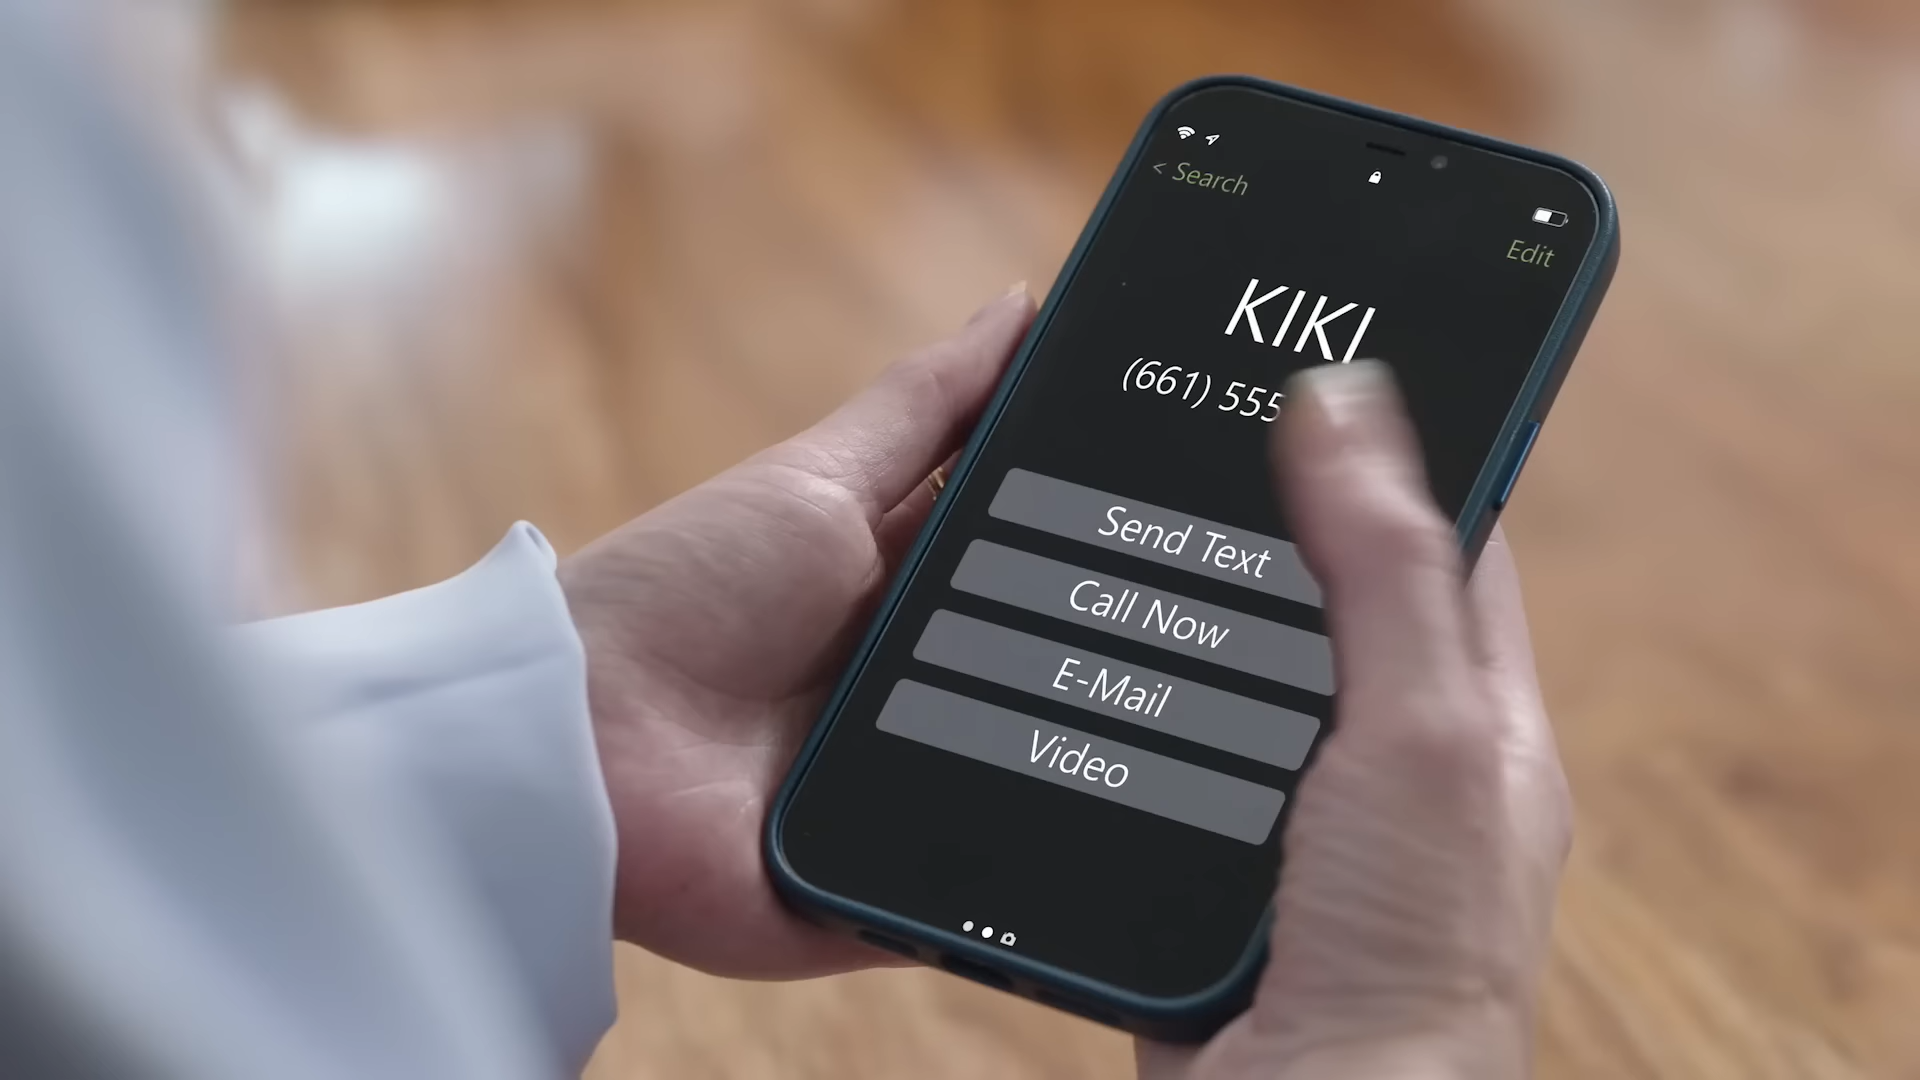 < Search
Edit
KIKI
(661) 555
Send Text
Call Now
E-Mail
Video